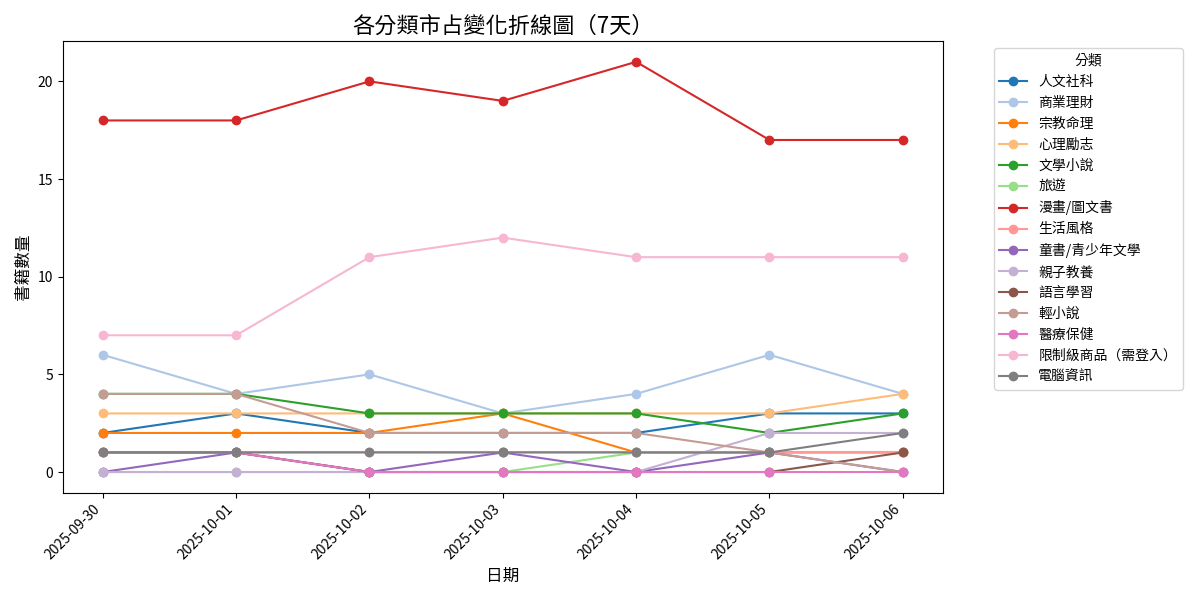 各分類市占變化折線圖（7天）
書籍數量
20
15
10
5
0
2025-09-30
2025-10-01
2025-10-02
2025-10-03
2025-10-04
2025-10-05
2025-10-06
日期
分類
人文社科
商業理財
宗教命理
心理勵志
文學小說
旅遊
漫畫/圖文書
生活風格
童書/青少年文學
親子教養
語言學習
輕小說
醫療保健
限制級商品（需登入）
電腦資訊